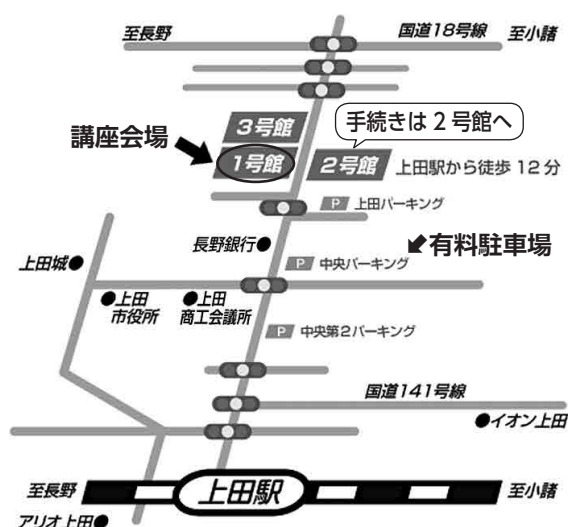 至長野
国道18号線
至小諸
3号館
手続きは2号館へ
講座会場
1号館
2号館
上田駅から徒歩12分
P 上田パーキング
長野銀行
有料駐車場
上田城
P 中央パーキング
上田
市役所
上田
商工会議所
P 中央第2パーキング
国道141号線
イオン上田
至長野
上田駅
至小諸
アリオ上田